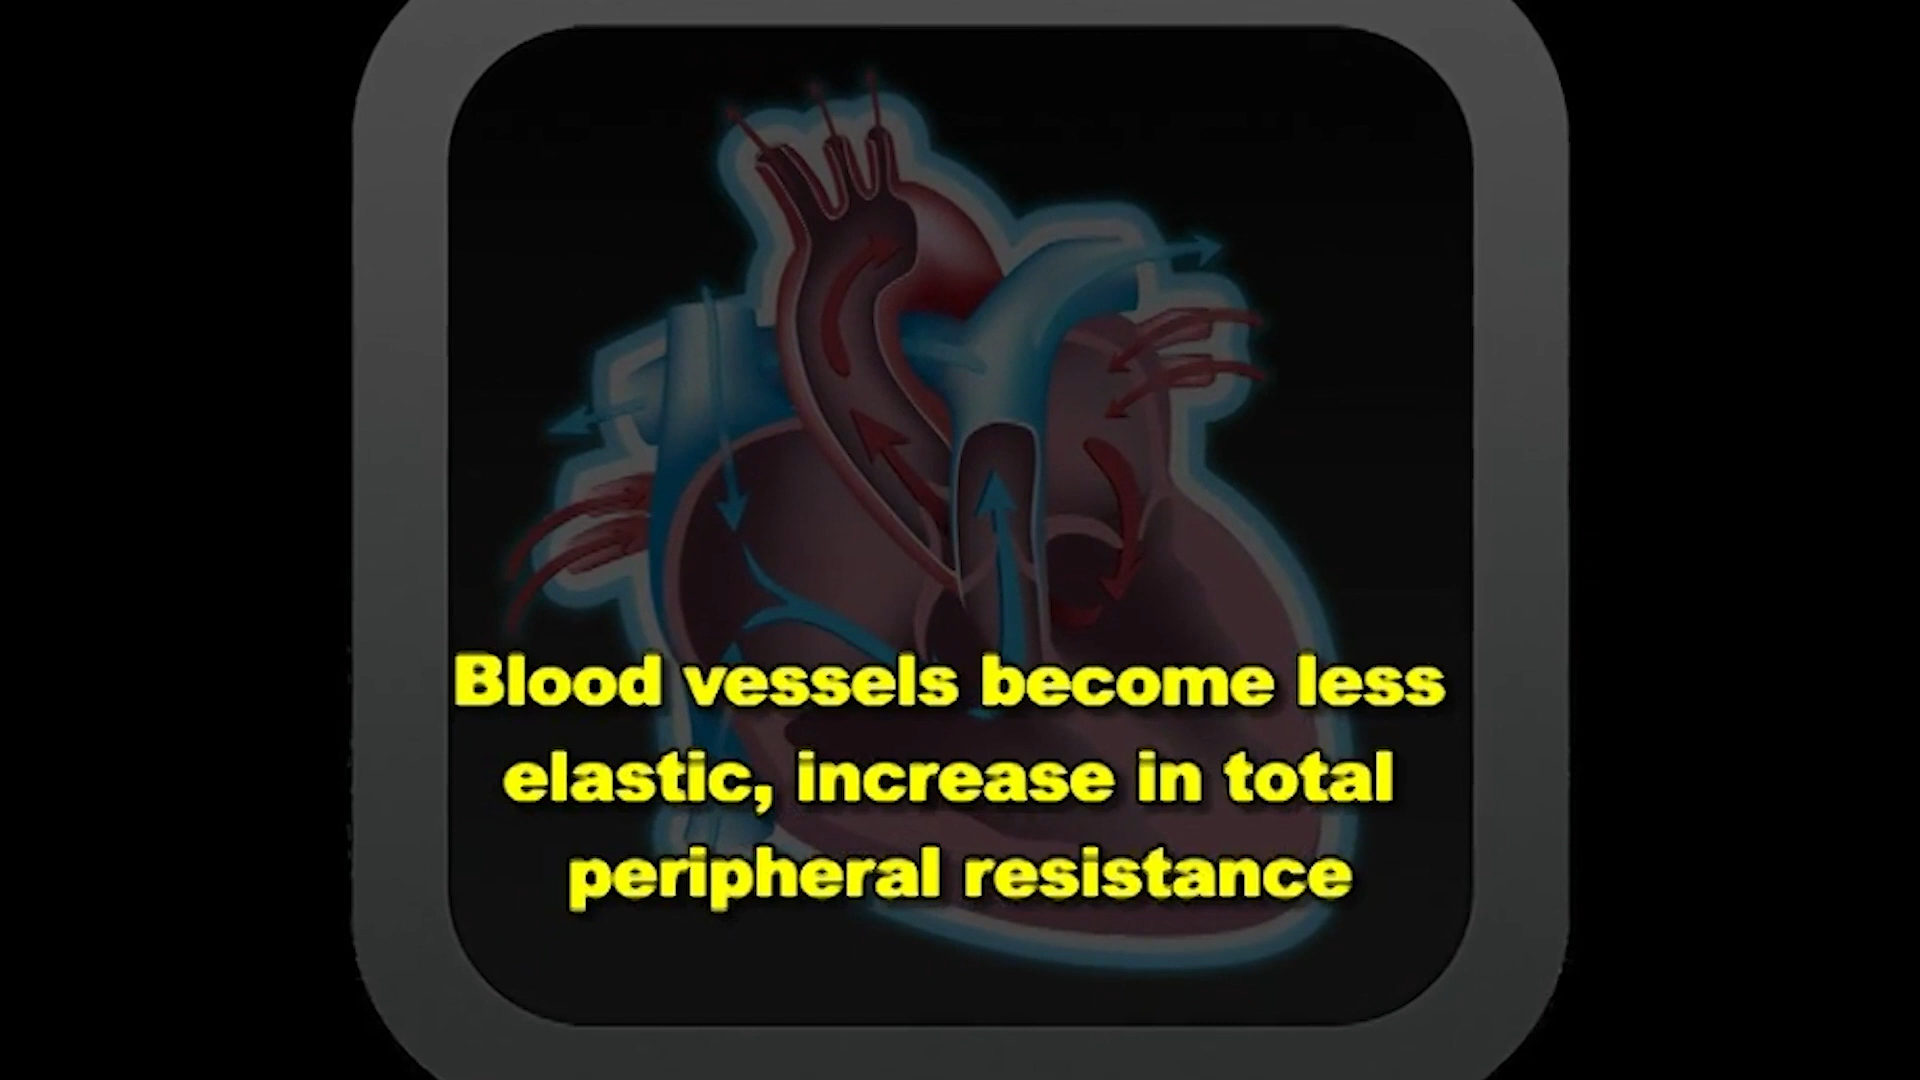 Blood vessels become less
elastic, increase in total
peripheral resistance